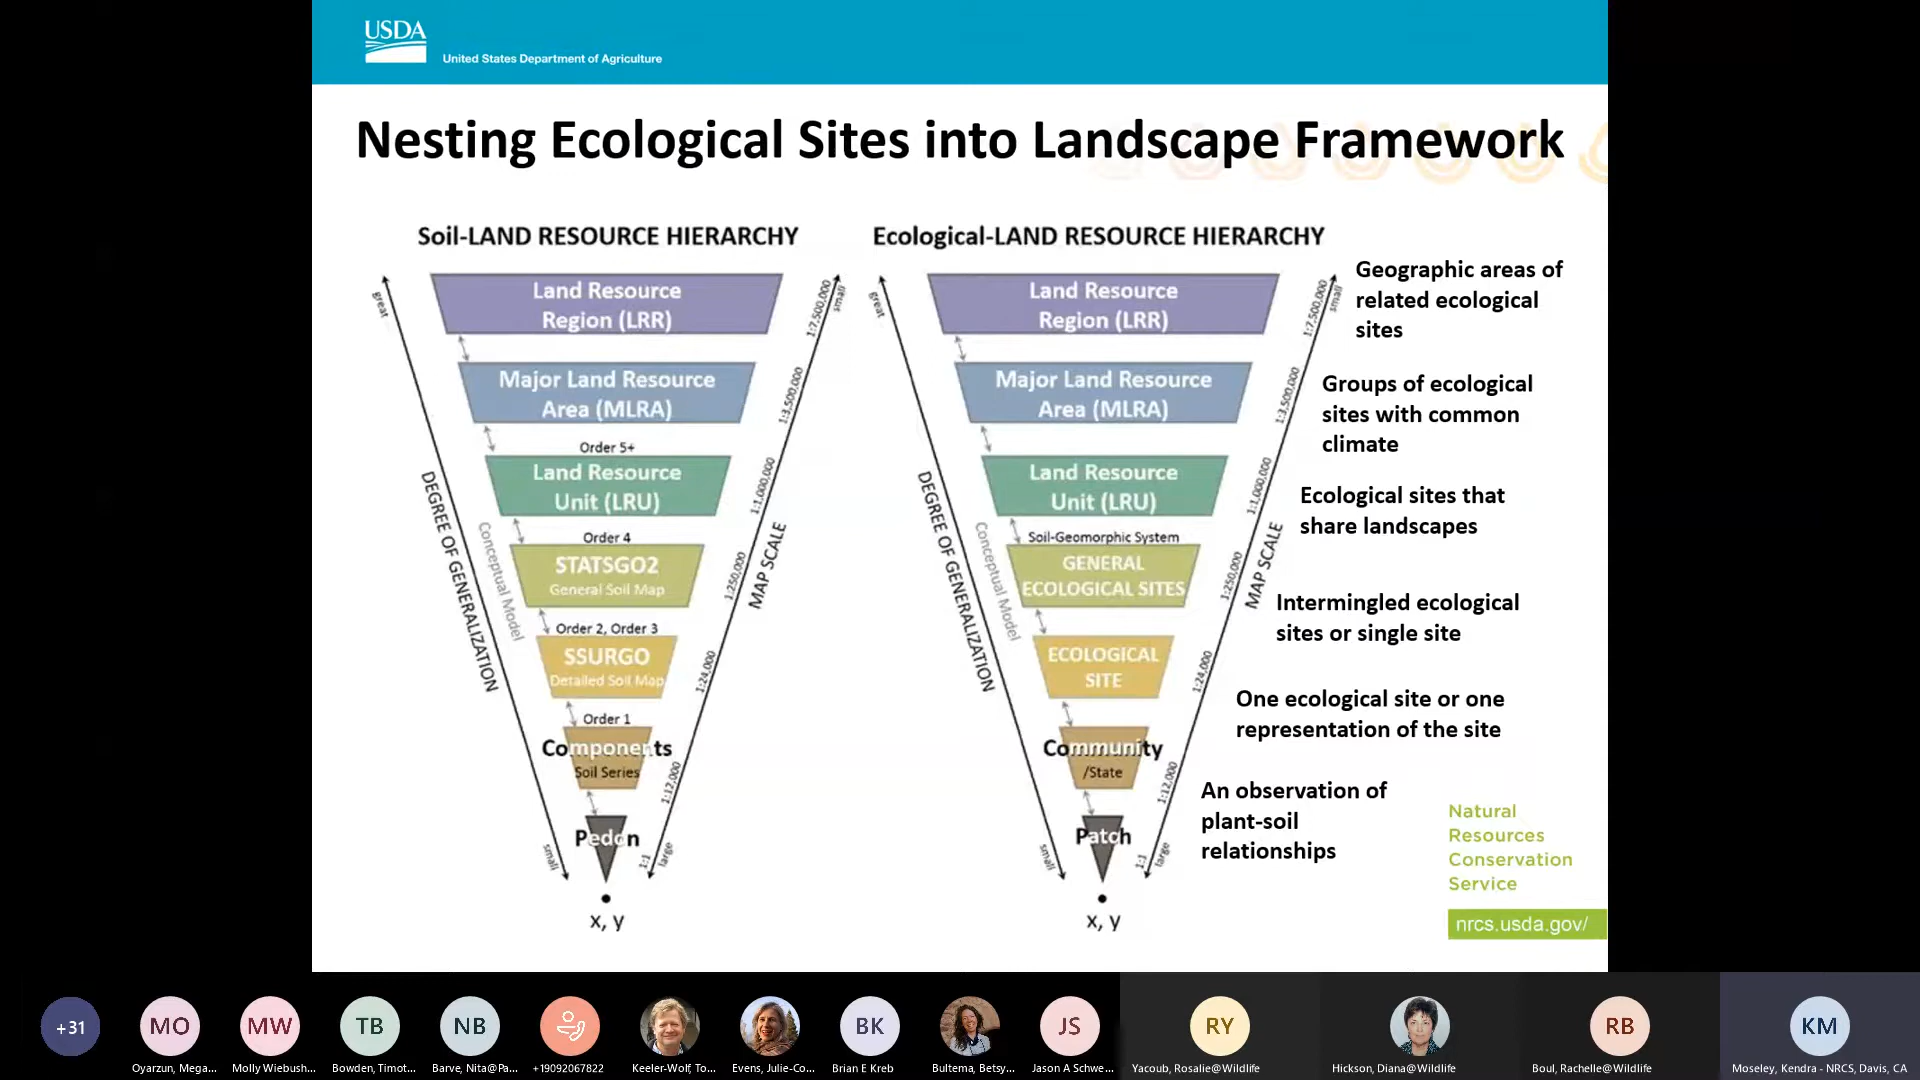 USDA
United States Department of Agriculture
Nesting Ecological Sites into Landscape Framework
Soil-LAND RESOURCE HIERARCHY
great
small
DEGREE OF GENERALIZATION
Conceptual Model
Land Resource
Region (LRR)
Major Land Resource
Area (MLRA)
Order 5+
Land Resource
Unit (LRU)
Order 4
STATSGO2
General Soil Map
Order 2, Order 3
SSURGO
Detailed Soil Map
Order 1
Components
Soil Series
Pedon
x, y
1:7,500,000
small
1:3,500,000
1:1,000,000
1:250,000
MAP SCALE
1:24,000
1:12,000
1:1
large
Ecological-LAND RESOURCE HIERARCHY
great
small
DEGREE OF GENERALIZATION
Conceptual Model
Land Resource
Region (LRR)
Major Land Resource
Area (MLRA)
Land Resource
Unit (LRU)
Soil-Geomorphic System
GENERAL
ECOLOGICAL SITES
ECOLOGICAL
SITE
Community
/State
Patch
x, y
1:7,500,000
small
1:3,500,000
1:1,000,000
1:250,000
MAP SCALE
1:24,000
1:12,000
1:1
large
Geographic areas of
related ecological
sites
Groups of ecological
sites with common
climate
Ecological sites that
share landscapes
Intermingled ecological
sites or single site
One ecological site or one
representation of the site
An observation of
plant-soil
relationships
Natural
Resources
Conservation
Service
nrcs.usda.gov/
+31
MO
Oyarzun, Mega...
MW
Molly Wiebush...
TB
Bowden, Timot...
NB
Barve, Nita@Pa...
+19092067822
Keeler-Wolf, To...
Evens, Julie-Co...
BK
Brian E Kreb
Bultema, Betsy...
JS
Jason A Schwe...
RY
Yacoub, Rosalie@Wildlife
Hickson, Diana@Wildlife
RB
Boul, Rachelle@Wildlife
KM
Moseley, Kendra - NRCS, Davis, CA